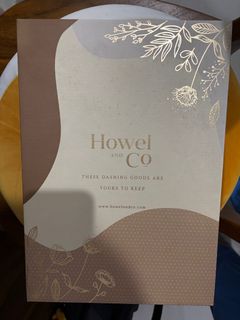 Howel
AND
Co
THESE DASHING GOODS ARE
YOURS TO KEEP
www.howelandco.com